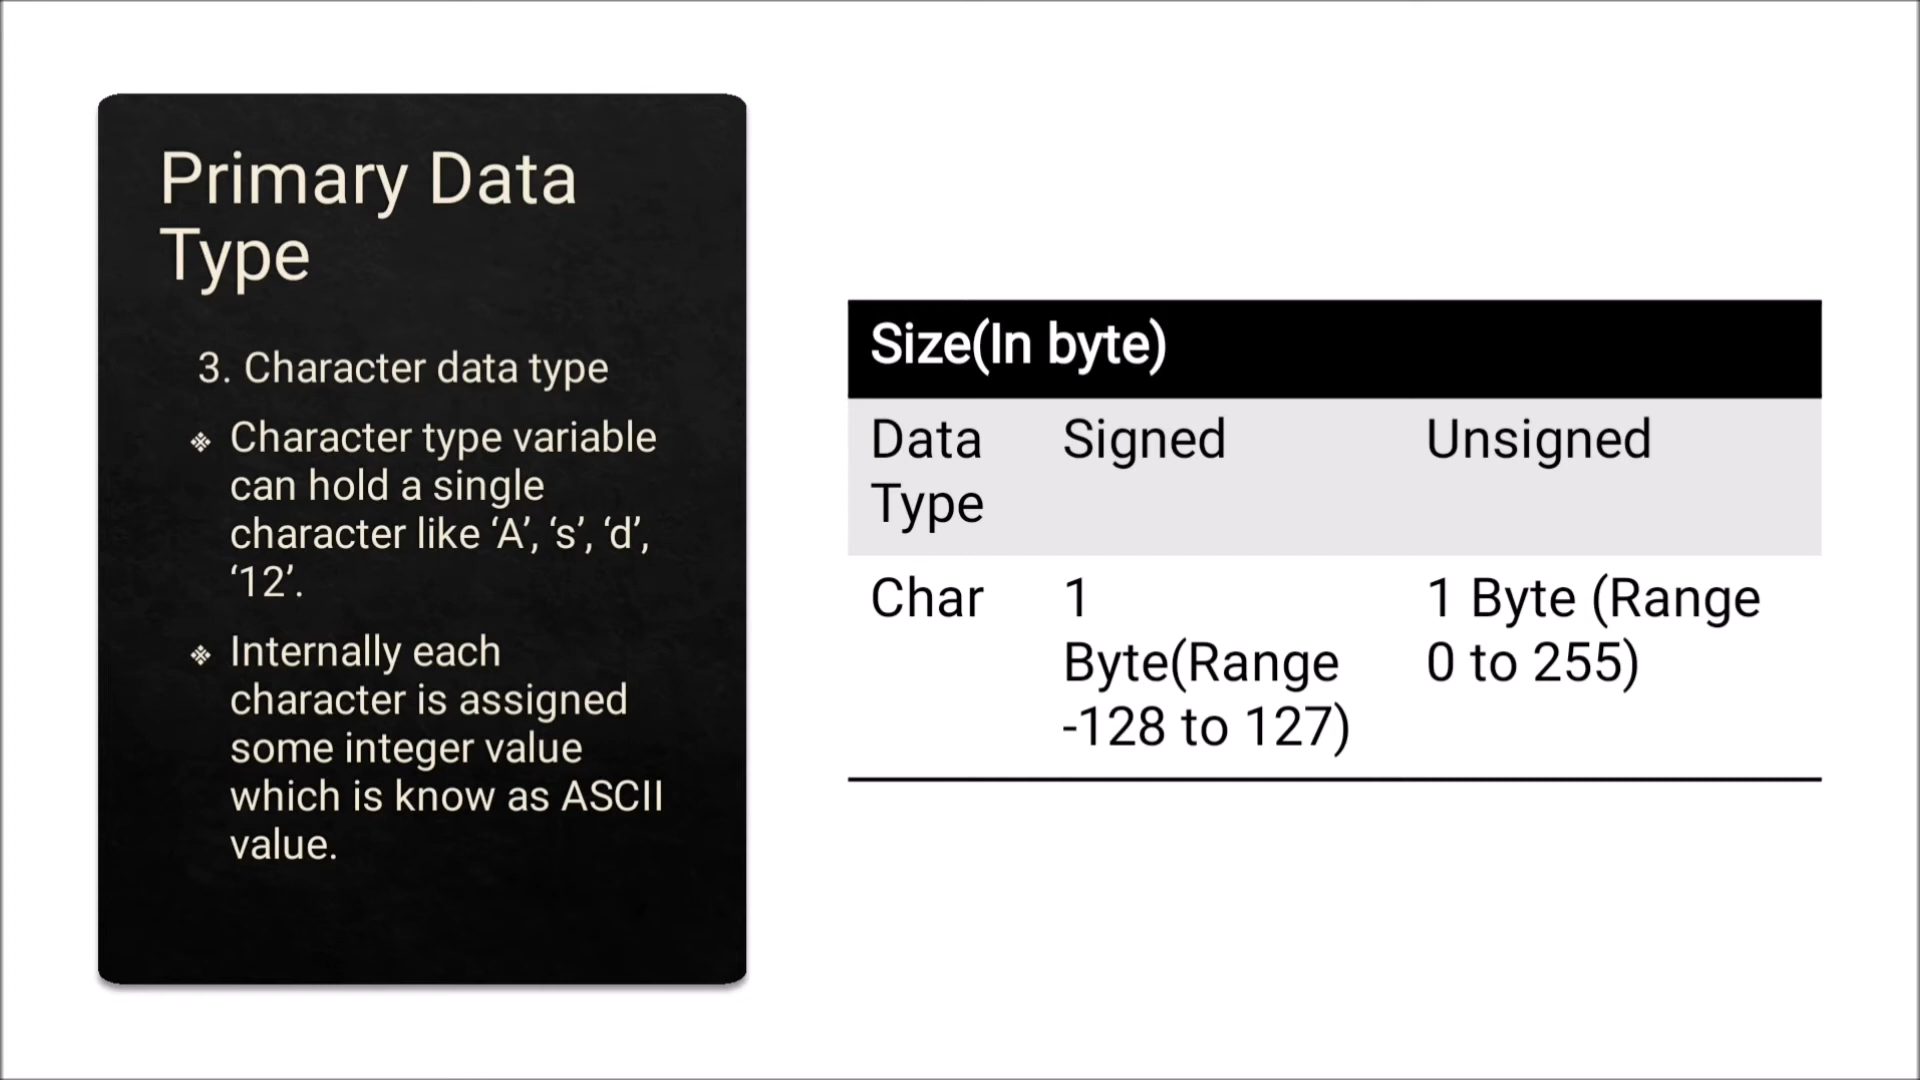 Primary Data
Type
3. Character data type
❖ Character type variable
can hold a single
character like ‘A’, ‘s’, ‘d’,
‘12’.
❖ Internally each
character is assigned
some integer value
which is know as ASCII
value.
Size(In byte)
Data Type Signed Unsigned
Char 1 Byte(Range -128 to 127) 1 Byte (Range 0 to 255)